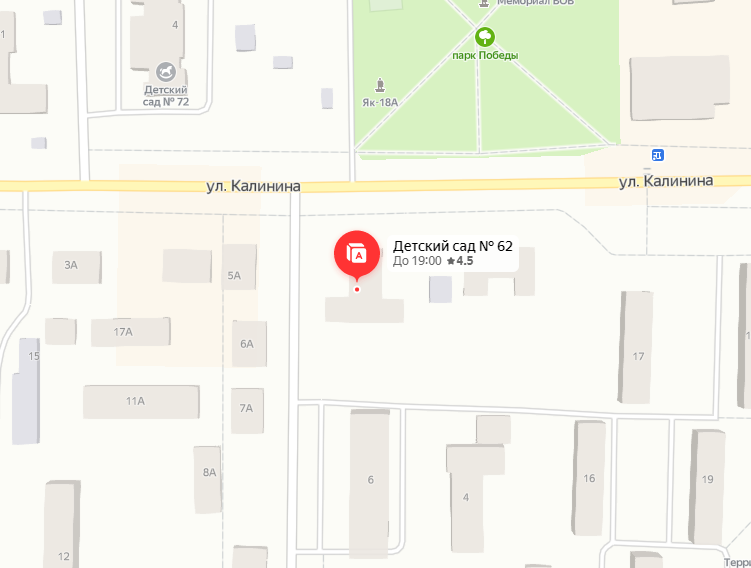 Мемориал ВОВ
1
4
парк Победы
Детский
сад № 72
Як-18А
ул. Калинина
ул. Калинина
Детский сад № 62
До 19:00 ★4.5
3А
5А
17А
6А
15
17
11А
7А
8А
6
4
16
19
12